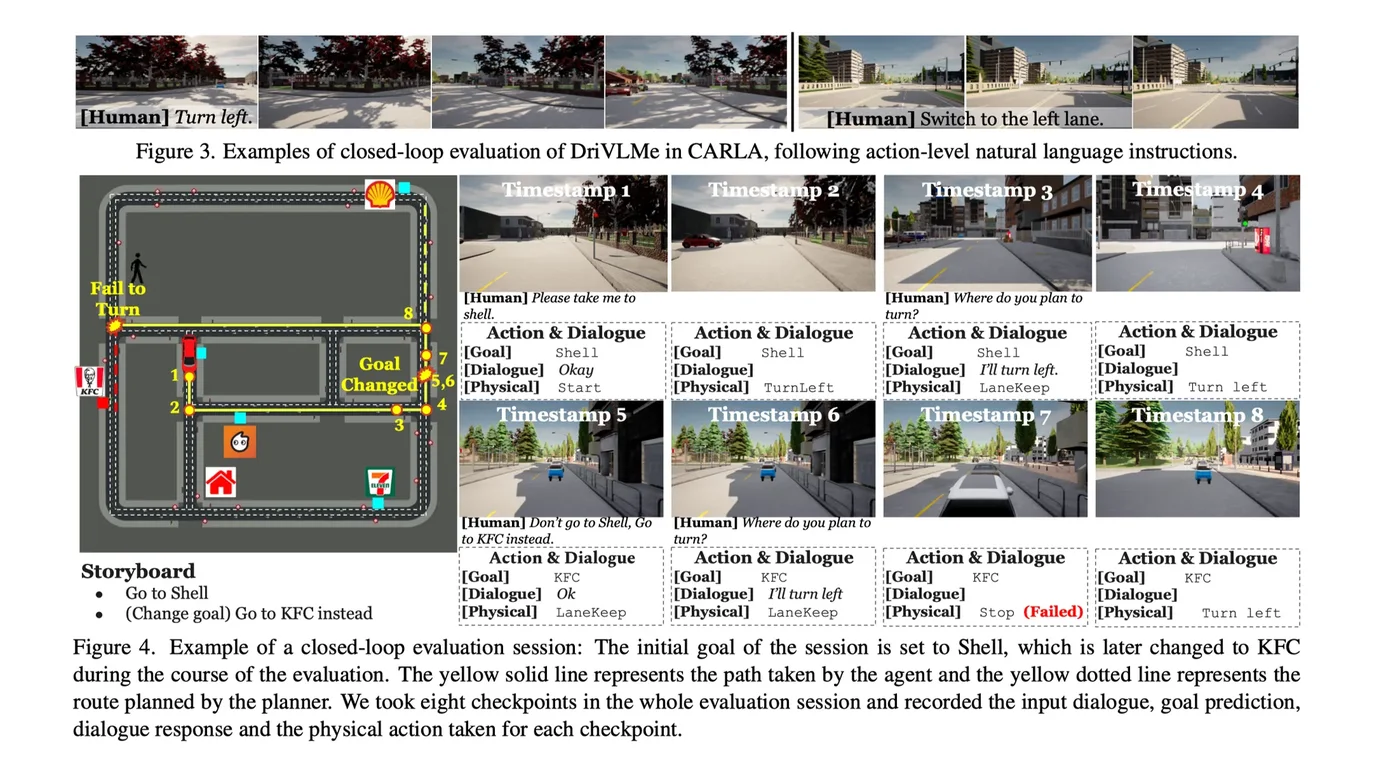 [Human] Turn left.
[Human] Switch to the left lane.
Figure 3. Examples of closed-loop evaluation of DriVLMe in CARLA, following action-level natural language instructions.
Fail to
Turn
8
KFC
1
Goal
Changed
7
5,6
2
3
4
7
ELEVEN
Storyboard
• Go to Shell
• (Change goal) Go to KFC instead
Timestamp 1
[Human] Please take me to
shell.
Action & Dialogue
[Goal] Shell
[Dialogue] Okay
[Physical] Start
Timestamp 2
Action & Dialogue
[Goal] Shell
[Dialogue]
[Physical] TurnLeft
Timestamp 3
[Human] Where do you plan to
turn?
Action & Dialogue
[Goal] Shell
[Dialogue] I'll turn left.
[Physical] LaneKeep
Timestamp 4
Action & Dialogue
[Goal] Shell
[Dialogue]
[Physical] Turn left
Timestamp 5
[Human] Don't go to Shell, Go
to KFC instead.
Action & Dialogue
[Goal] KFC
[Dialogue] Ok
[Physical] LaneKeep
Timestamp 6
[Human] Where do you plan to
turn?
Action & Dialogue
[Goal] KFC
[Dialogue] I'll turn left
[Physical] LaneKeep
Timestamp 7
Action & Dialogue
[Goal] KFC
[Dialogue]
[Physical] Stop (Failed)
Timestamp 8
Action & Dialogue
[Goal] KFC
[Dialogue]
[Physical] Turn left
Figure 4. Example of a closed-loop evaluation session: The initial goal of the session is set to Shell, which is later changed to KFC
during the course of the evaluation. The yellow solid line represents the path taken by the agent and the yellow dotted line represents the
route planned by the planner. We took eight checkpoints in the whole evaluation session and recorded the input dialogue, goal prediction,
dialogue response and the physical action taken for each checkpoint.